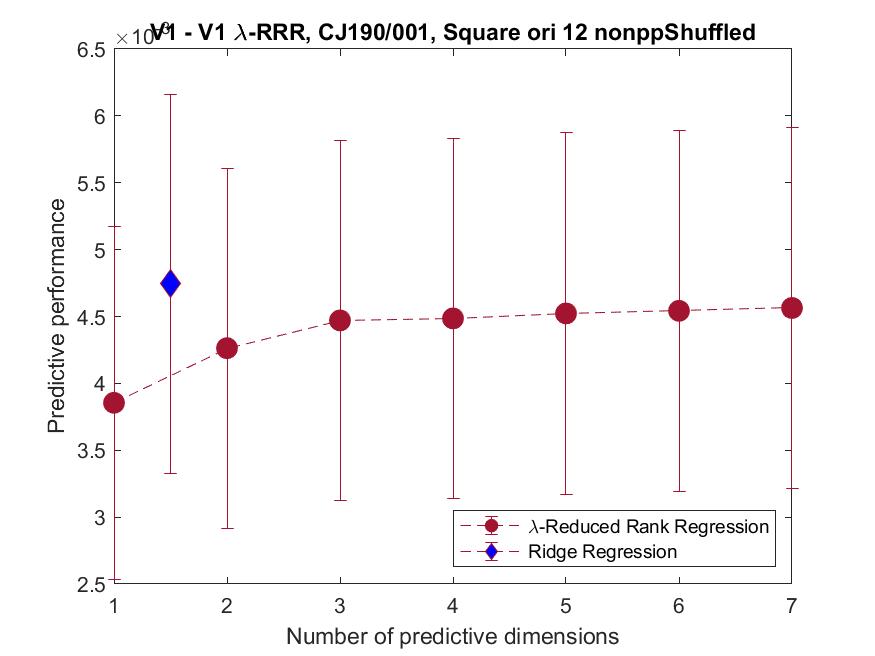 V1 - V1 λ-RRR, CJ190/001, Square ori 12 nonppShuffled
×10⁻³
6.5
6
5.5
5
4.5
4
3.5
3
2.5
Predictive performance
λ-Reduced Rank Regression
Ridge Regression
1 2 3 4 5 6 7
Number of predictive dimensions